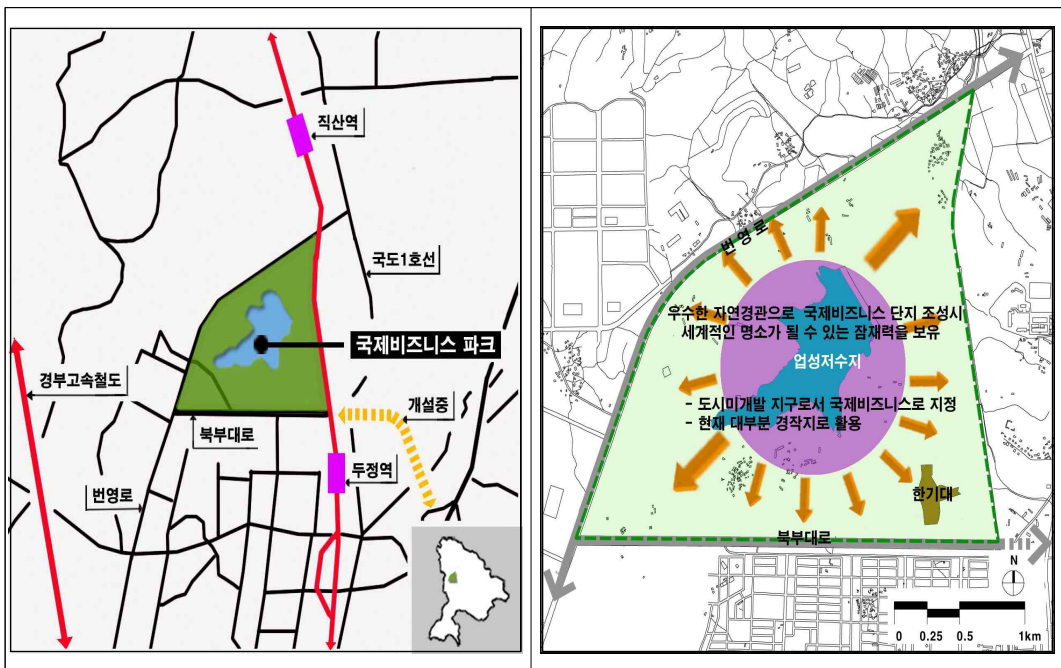 직산역
국도1호선
국제비즈니스 파크
경부고속철도
개설중
북부대로
두정역
번영로
번영로
우수한 자연경관으로 국제비즈니스 단지 조성시
세계적인 명소가 될 수 있는 잠재력을 보유
업성저수지
- 도시미개발 지구로서 국제비즈니스로 지정
- 현재 대부분 경작지로 활용
한기대
북부대로
N
0 0.25 0.5 1km